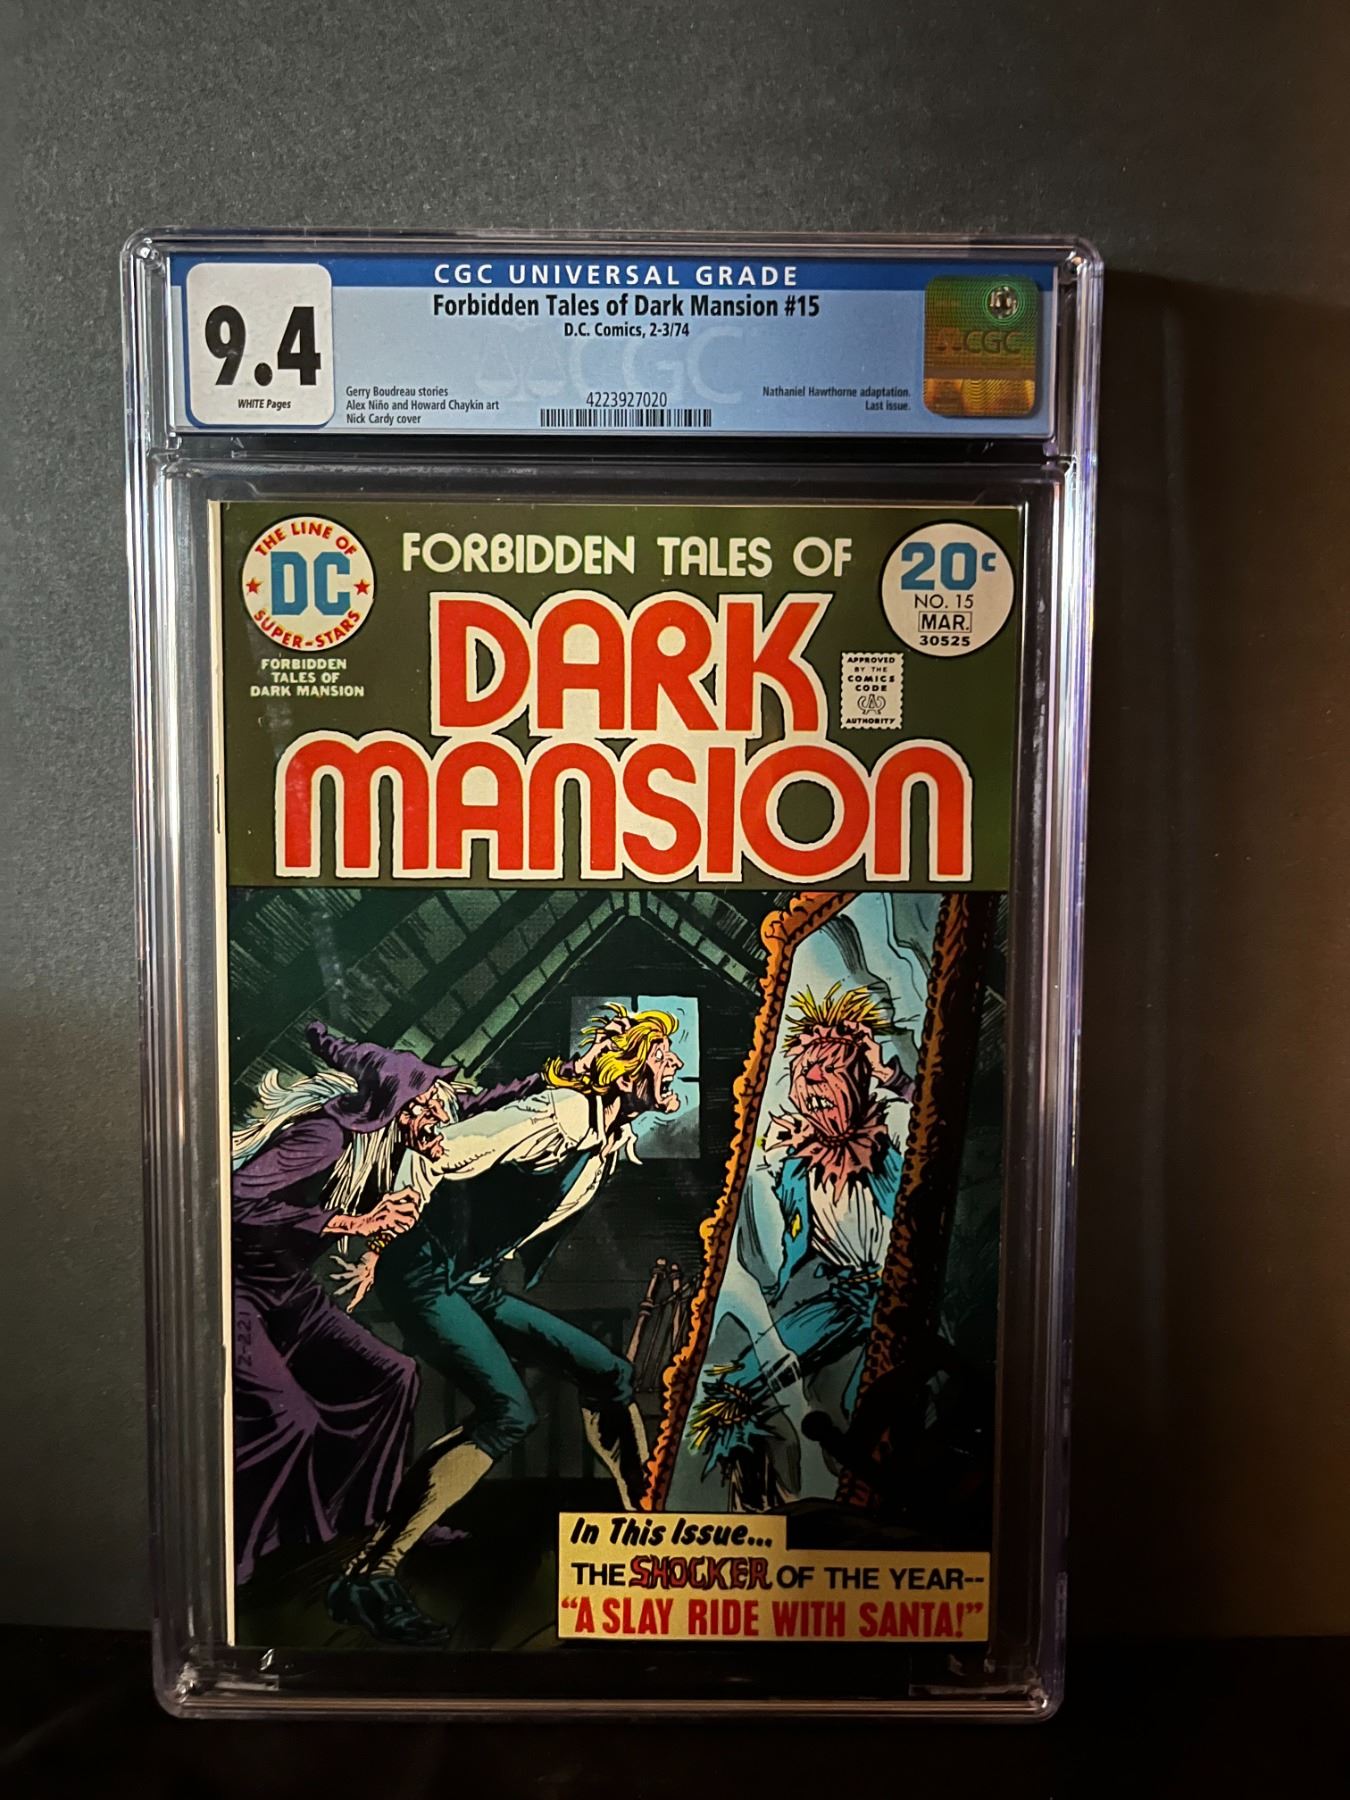 CGC UNIVERSAL GRADE
9.4
WHITE Pages
Forbidden Tales of Dark Mansion #15
D.C. Comics, 2-3/74
Gerry Boudreau stories
Alex Niño and Howard Chaykin art
Nick Cardy cover
4223927020
Nathaniel Hawthorne adaptation.
Last issue.
CGC
CGC
THE LINE OF
DC
SUPER-STARS
FORBIDDEN
TALES OF
DARK MANSION
FORBIDDEN TALES OF
DARK
MANSION
20¢
NO. 15
MAR.
30525
APPROVED
BY THE
COMICS
CODE
AUTHORITY
Z-221
In This Issue...
THE SHOCKER OF THE YEAR--
"A SLAY RIDE WITH SANTA!"